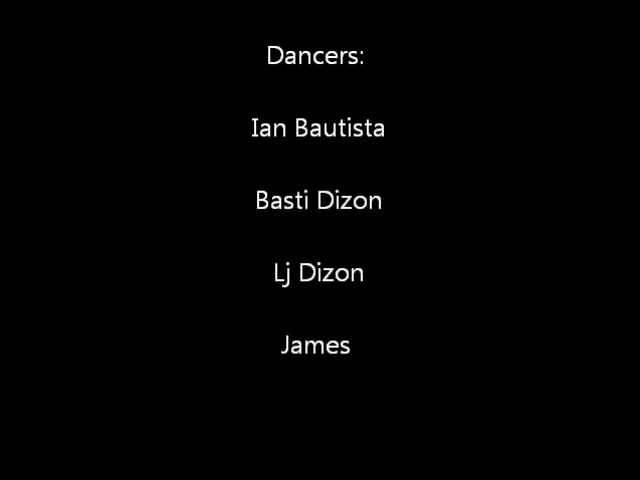 Dancers:
Ian Bautista
Basti Dizon
Lj Dizon
James